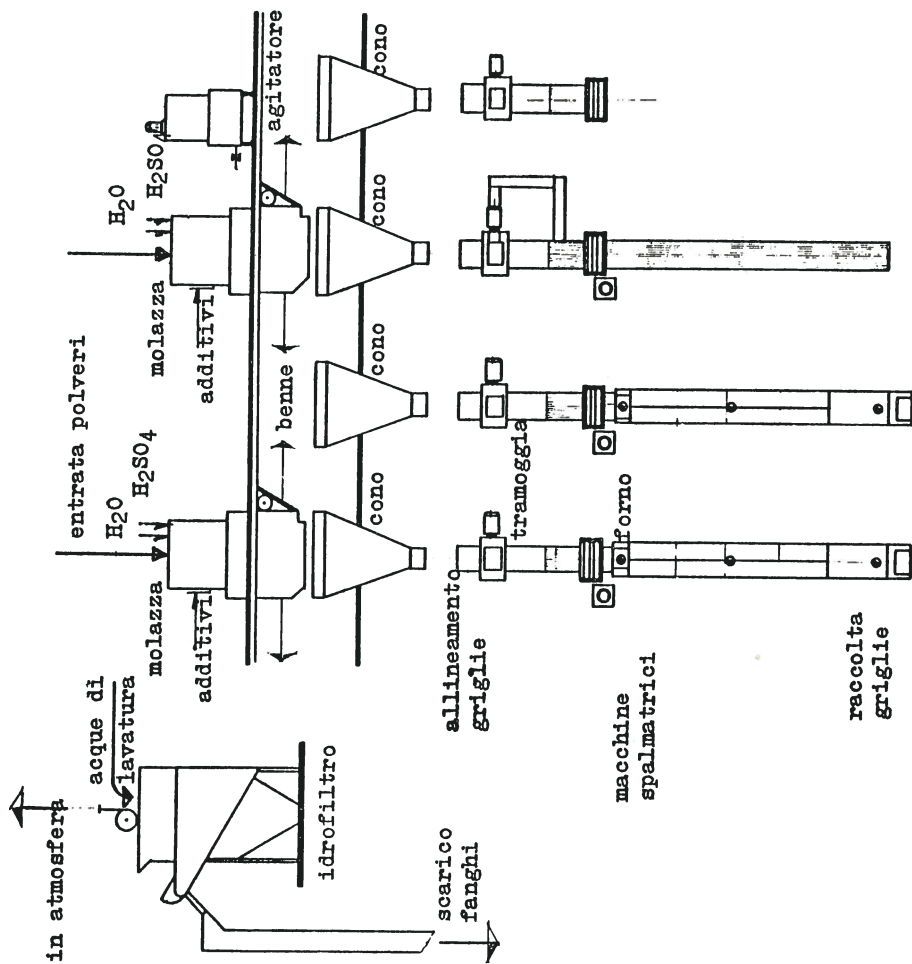 in atmosfera
acque di
lavatura
idrofiltro
scarico
fanghi
entrata polveri
H₂O
H₂SO₄
molazza
additivi
H₂O
H₂SO₄
molazza
additivi
benne
agitatore
cono
cono
cono
cono
allineamento
griglie
tramoggia
macchine
spalmatrici
forno
raccolta
griglie